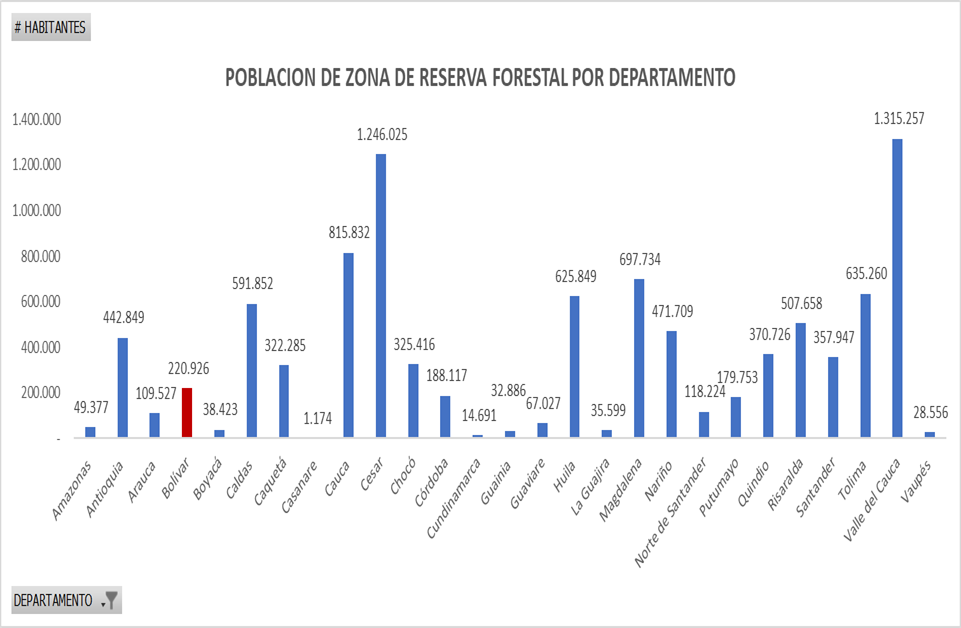 # HABITANTES
POBLACION DE ZONA DE RESERVA FORESTAL POR DEPARTAMENTO
1.400.000
1.200.000
1.000.000
800.000
600.000
400.000
200.000
-
49.377
442.849
109.527
220.926
38.423
591.852
322.285
1.174
815.832
1.246.025
325.416
188.117
14.691
32.886
67.027
625.849
35.599
697.734
471.709
118.224
179.753
370.726
507.658
357.947
635.260
1.315.257
28.556
Amazonas
Antioquia
Arauca
Bolívar
Boyacá
Caldas
Caquetá
Casanare
Cauca
Cesar
Chocó
Córdoba
Cundinamarca
Guainia
Guaviare
Huila
La Guajira
Magdalena
Nariño
Norte de Santander
Putumayo
Quindio
Risaralda
Santander
Tolima
Valle del Cauca
Vaupés
DEPARTAMENTO